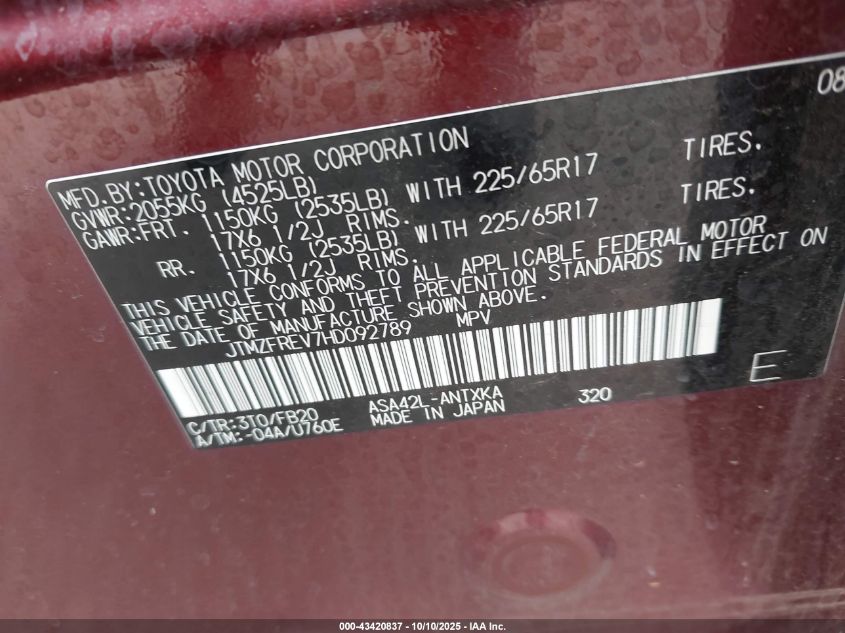 08
MFD.BY:TOYOTA MOTOR CORPORATION
GVWR:2055KG (4525LB)
GAWR:FRT. 1150KG (2535LB) WITH 225/65R17 TIRES.
17X6 1/2J RIMS.
RR. 1150KG (2535LB) WITH 225/65R17 TIRES.
17X6 1/2J RIMS.
THIS VEHICLE CONFORMS TO ALL APPLICABLE FEDERAL MOTOR
VEHICLE SAFETY AND THEFT PREVENTION STANDARDS IN EFFECT ON
THE DATE OF MANUFACTURE SHOWN ABOVE.
JTMZFREV7HD092789 MPV
E
C/TR:3T0/FB20 ASA42L-ANTXKA 320
A/TM:-04A/U760E MADE IN JAPAN
000-43420837 - 10/10/2025 - IAA Inc.